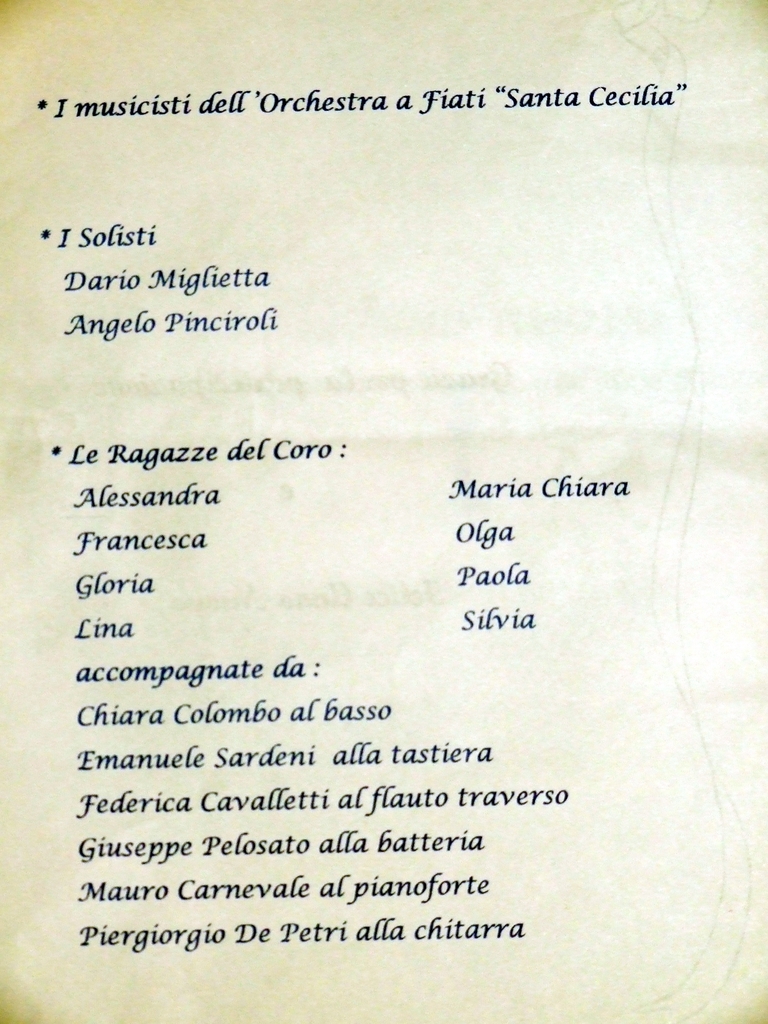 * I musicisti dell'Orchestra a Fiati “Santa Cecilia”
* I Solisti
Dario Miglietta
Angelo Pinciroli
* Le Ragazze del Coro :
Alessandra Maria Chiara
Francesca Olga
Gloria Paola
Lina Silvia
accompagnate da :
Chiara Colombo al basso
Emanuele Sardeni alla tastiera
Federica Cavalletti al flauto traverso
Giuseppe Pelosato alla batteria
Mauro Carnevale al pianoforte
Piergiorgio De Petri alla chitarra